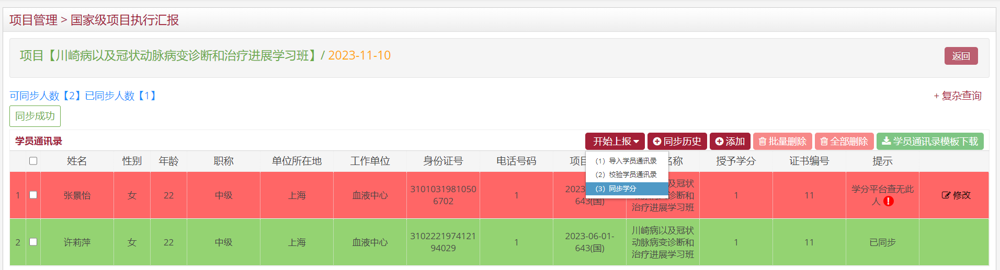 项目管理 > 国家级项目执行汇报
项目【川崎病以及冠状动脉病变诊断和治疗进展学习班】/ 2023-11-10
返回
可同步人数【2】已同步人数【1】
+ 复杂查询
同步成功
学员通讯录
开始上报 同步历史 添加 批量删除 全部删除 学员通讯录模板下载
(1) 导入学员通讯录
(2) 校验学员通讯录
(3) 同步学分
姓名 性别 年龄 职称 单位所在地 工作单位 身份证号 电话号码 项目 名称 授予学分 证书编号 提示
1 张景怡 女 22 中级 上海 血液中心 3101031981050
6702 1 2023
643(国) 及冠状
诊断和
治疗进展学习班 1 11 学分平台查无此
人 修改
2 许莉萍 女 22 中级 上海 血液中心 3102221974121
94029 1 2023-06-01-
643(国) 川崎病以及冠状
动脉病变诊断和
治疗进展学习班 1 11 已同步